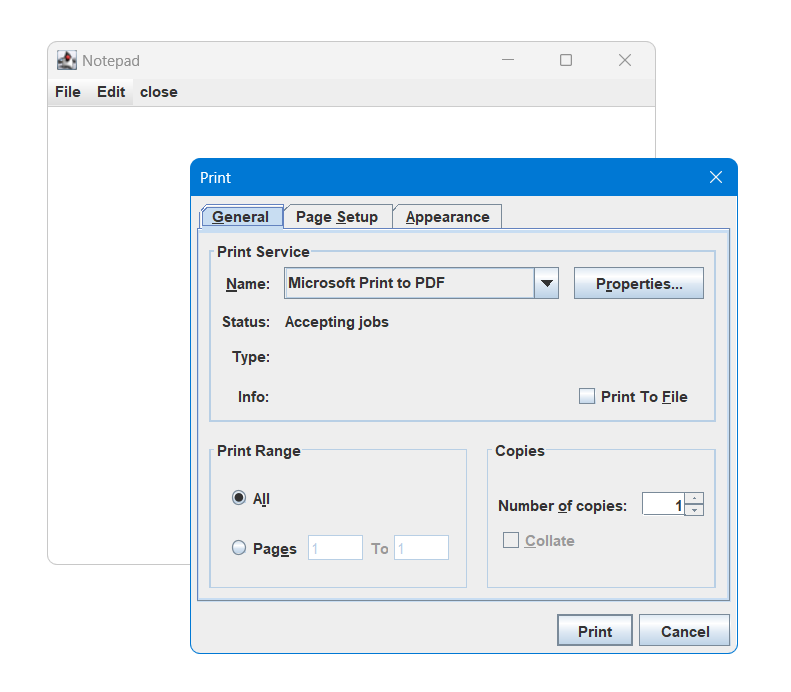 Notepad
File Edit close
Print
General Page Setup Appearance
Print Service
Name: Microsoft Print to PDF Properties...
Status: Accepting jobs
Type:
Info: Print To File
Print Range Copies
All
Number of copies: 1
Pages 1 To 1
Collate
Print Cancel